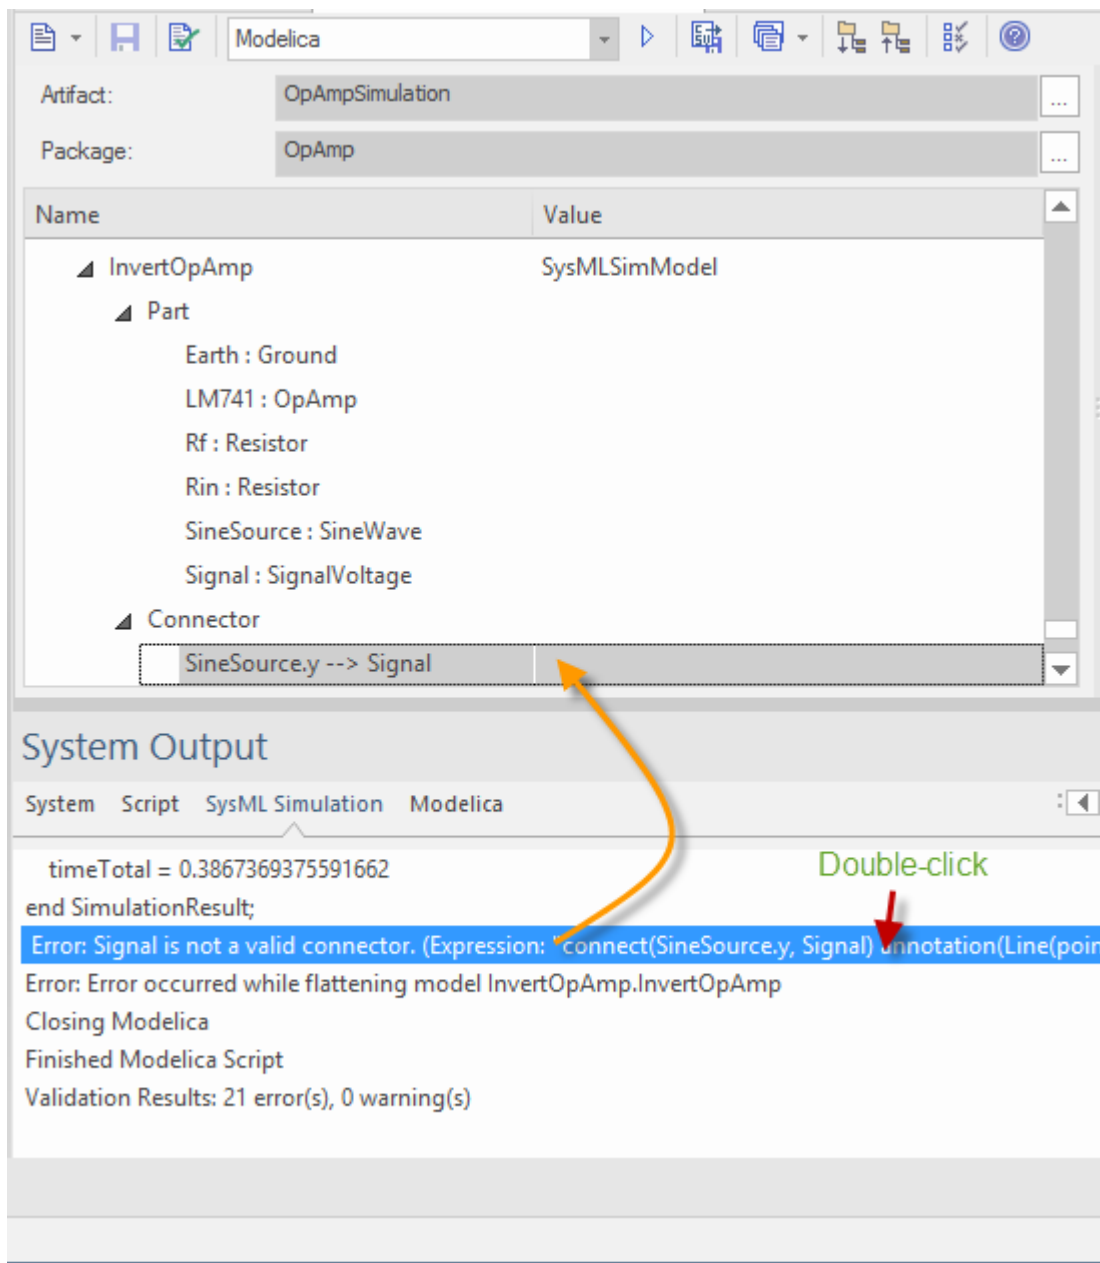 Modelica
Artifact: OpAmpSimulation ...
Package: OpAmp ...
Name Value
InvertOpAmp SysMLSimModel
Part
Earth : Ground
LM741 : OpAmp
Rf : Resistor
Rin : Resistor
SineSource : SineWave
Signal : SignalVoltage
Connector
SineSource.y --> Signal
System Output
System Script SysML Simulation Modelica
timeTotal = 0.3867369375591662
Double-click
end SimulationResult;
Error: Signal is not a valid connector. (Expression: "connect(SineSource.y, Signal) annotation(Line(poin
Error: Error occurred while flattening model InvertOpAmp.InvertOpAmp
Closing Modelica
Finished Modelica Script
Validation Results: 21 error(s), 0 warning(s)